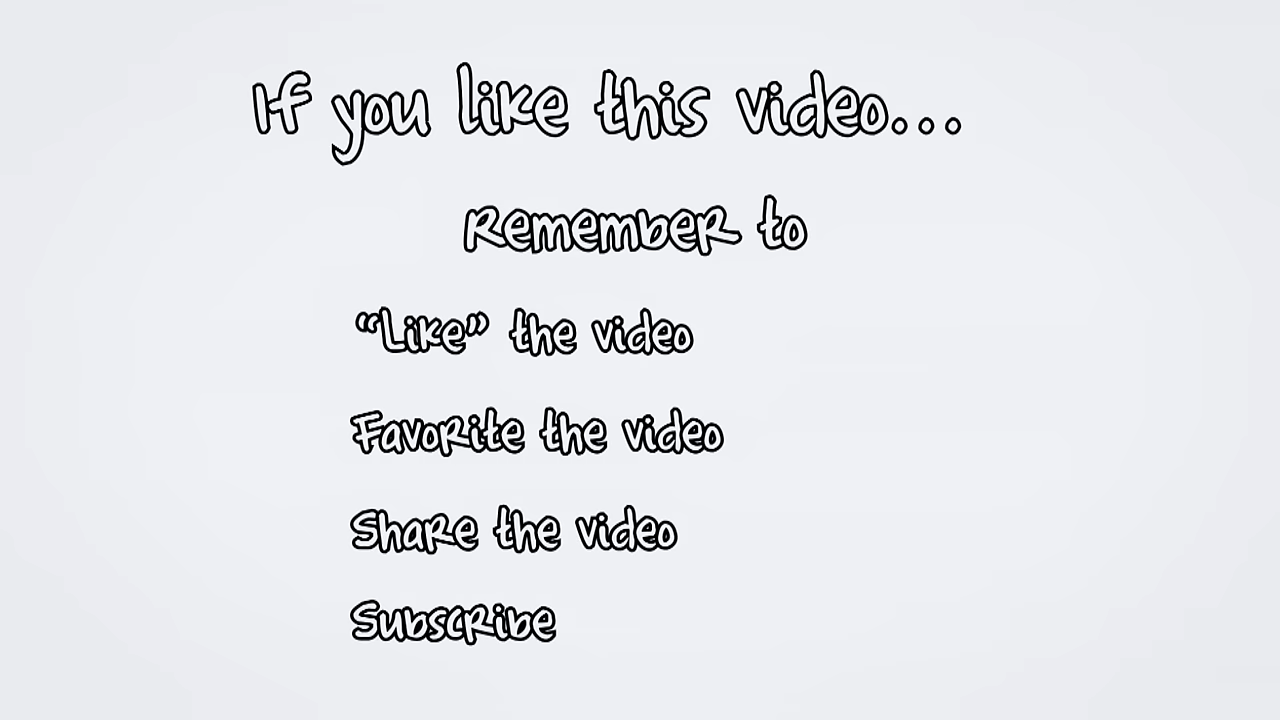 If you like this video...
Remember to
“Like” the video
Favorite the video
Share the video
Subscribe